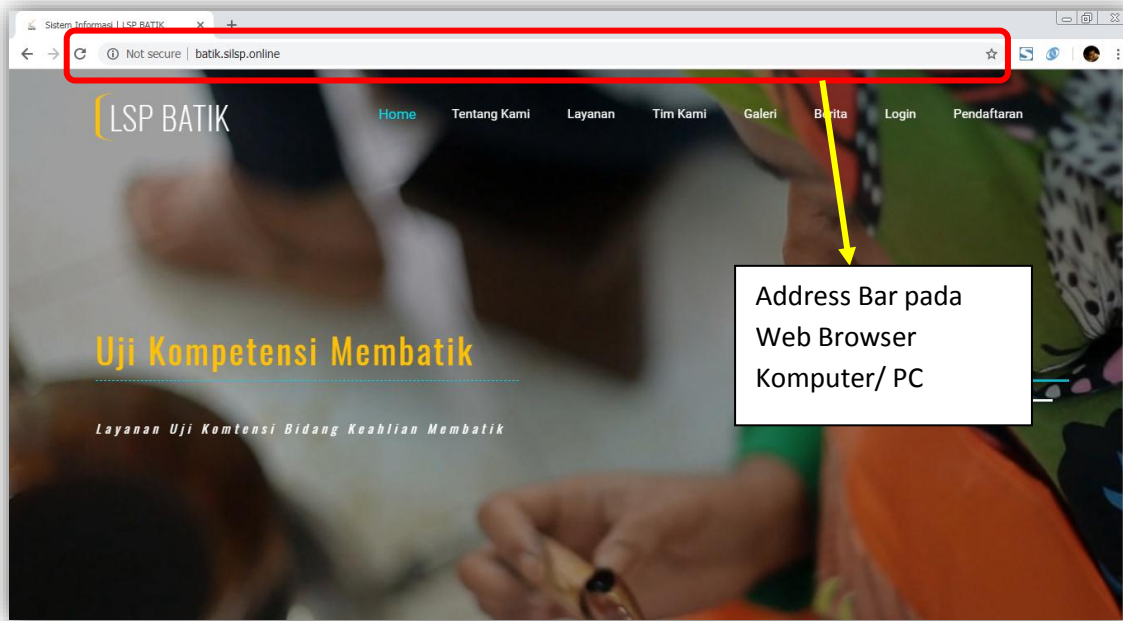 Sistem Informasi | LSP BATIK
Not secure | batik.silsp.online
LSP BATIK
Home Tentang Kami Layanan Tim Kami Galeri Berita Login Pendaftaran
Address Bar pada
Web Browser
Komputer/ PC
Uji Kompetensi Membatik
Layanan Uji Komtensi Bidang Keahlian Membatik